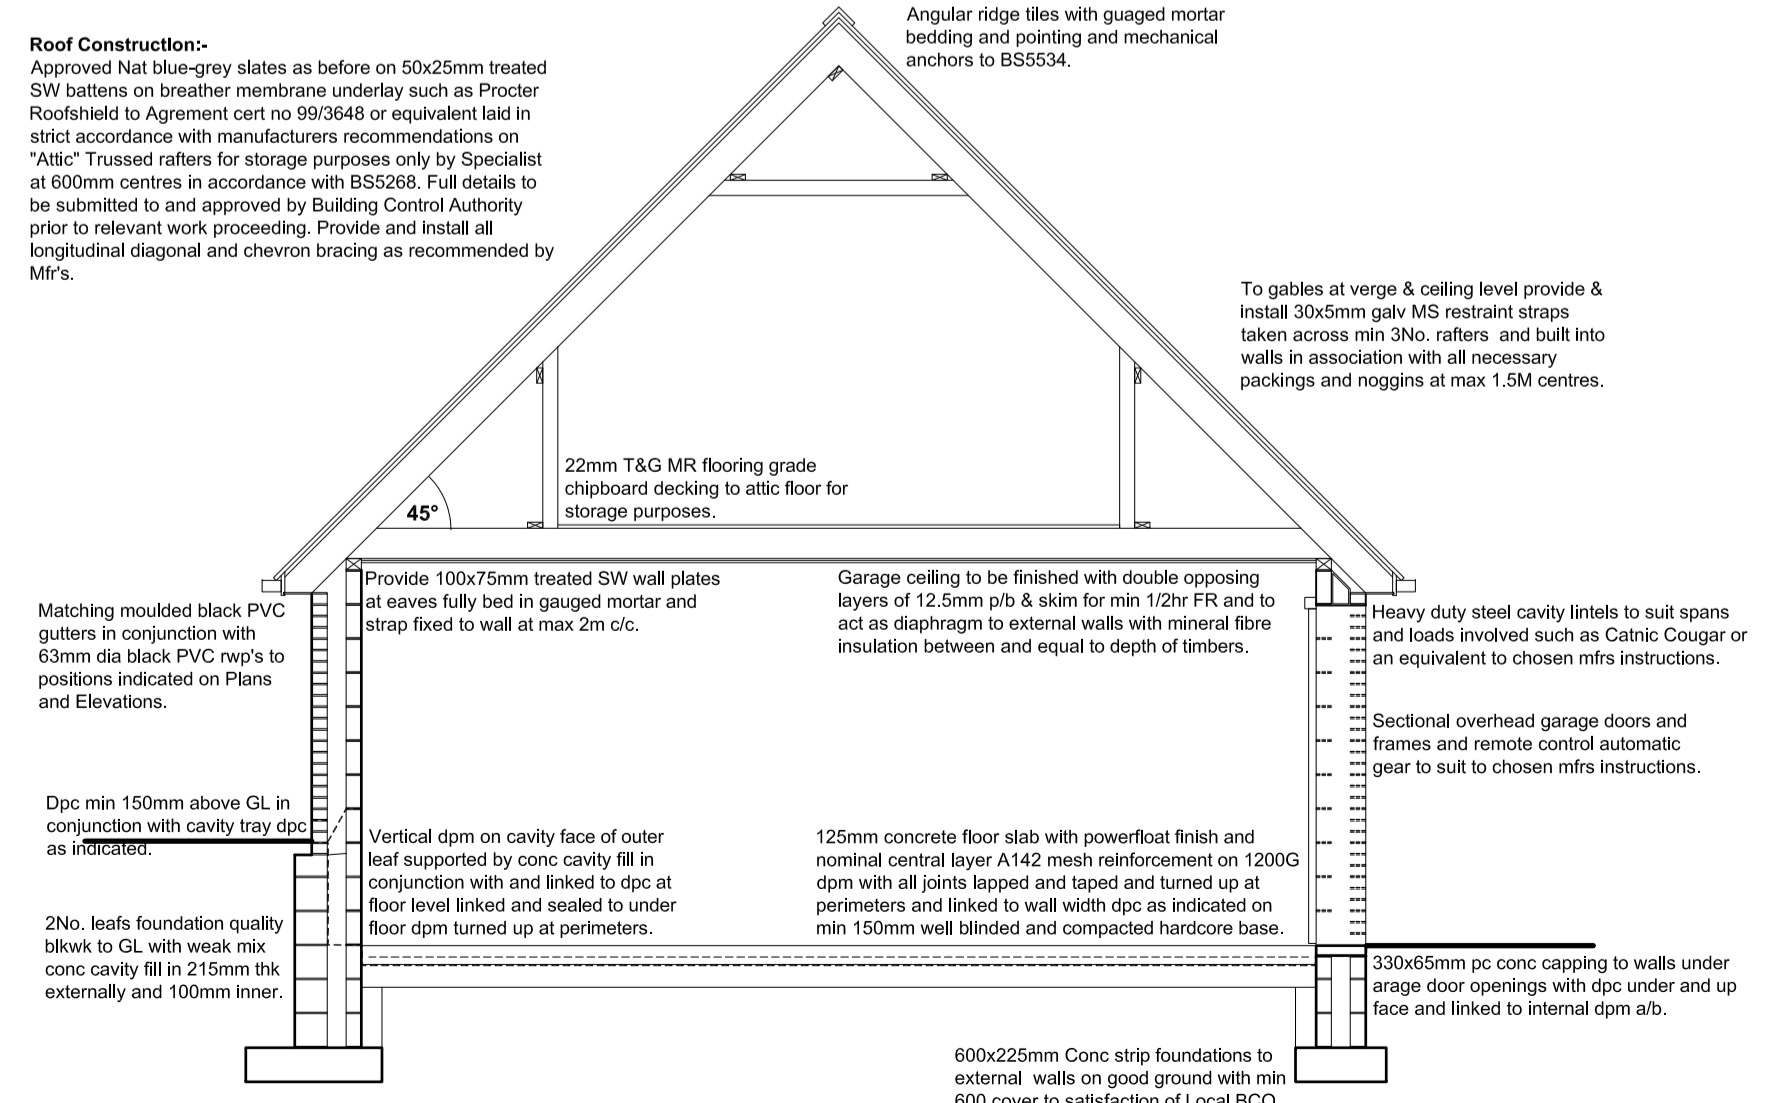 Roof Construction:-
Approved Nat blue-grey slates as before on 50x25mm treated
SW battens on breather membrane underlay such as Procter
Roofshield to Agrement cert no 99/3648 or equivalent laid in
strict accordance with manufacturers recommendations on
"Attic" Trussed rafters for storage purposes only by Specialist
at 600mm centres in accordance with BS5268. Full details to
be submitted to and approved by Building Control Authority
prior to relevant work proceeding. Provide and install all
longitudinal diagonal and chevron bracing as recommended by
Mfr's.
Angular ridge tiles with guaged mortar
bedding and pointing and mechanical
anchors to BS5534.
To gables at verge & ceiling level provide &
install 30x5mm galv MS restraint straps
taken across min 3No. rafters and built into
walls in association with all necessary
packings and noggins at max 1.5M centres.
22mm T&G MR flooring grade
chipboard decking to attic floor for
storage purposes.
45°
Provide 100x75mm treated SW wall plates
at eaves fully bed in gauged mortar and
strap fixed to wall at max 2m c/c.
Garage ceiling to be finished with double opposing
layers of 12.5mm p/b & skim for min 1/2hr FR and to
act as diaphragm to external walls with mineral fibre
insulation between and equal to depth of timbers.
Matching moulded black PVC
gutters in conjunction with
63mm dia black PVC rwp's to
positions indicated on Plans
and Elevations.
Heavy duty steel cavity lintels to suit spans
and loads involved such as Catnic Cougar or
an equivalent to chosen mfrs instructions.
Sectional overhead garage doors and
frames and remote control automatic
gear to suit to chosen mfrs instructions.
Dpc min 150mm above GL in
conjunction with cavity tray dpc
as indicated.
Vertical dpm on cavity face of outer
leaf supported by conc cavity fill in
conjunction with and linked to dpc at
floor level linked and sealed to under
floor dpm turned up at perimeters.
125mm concrete floor slab with powerfloat finish and
nominal central layer A142 mesh reinforcement on 1200G
dpm with all joints lapped and taped and turned up at
perimeters and linked to wall width dpc as indicated on
min 150mm well blinded and compacted hardcore base.
2No. leafs foundation quality
blkwk to GL with weak mix
conc cavity fill in 215mm thk
externally and 100mm inner.
330x65mm pc conc capping to walls under
arage door openings with dpc under and up
face and linked to internal dpm a/b.
600x225mm Conc strip foundations to
external walls on good ground with min
600 cover to satisfaction of Local BCO